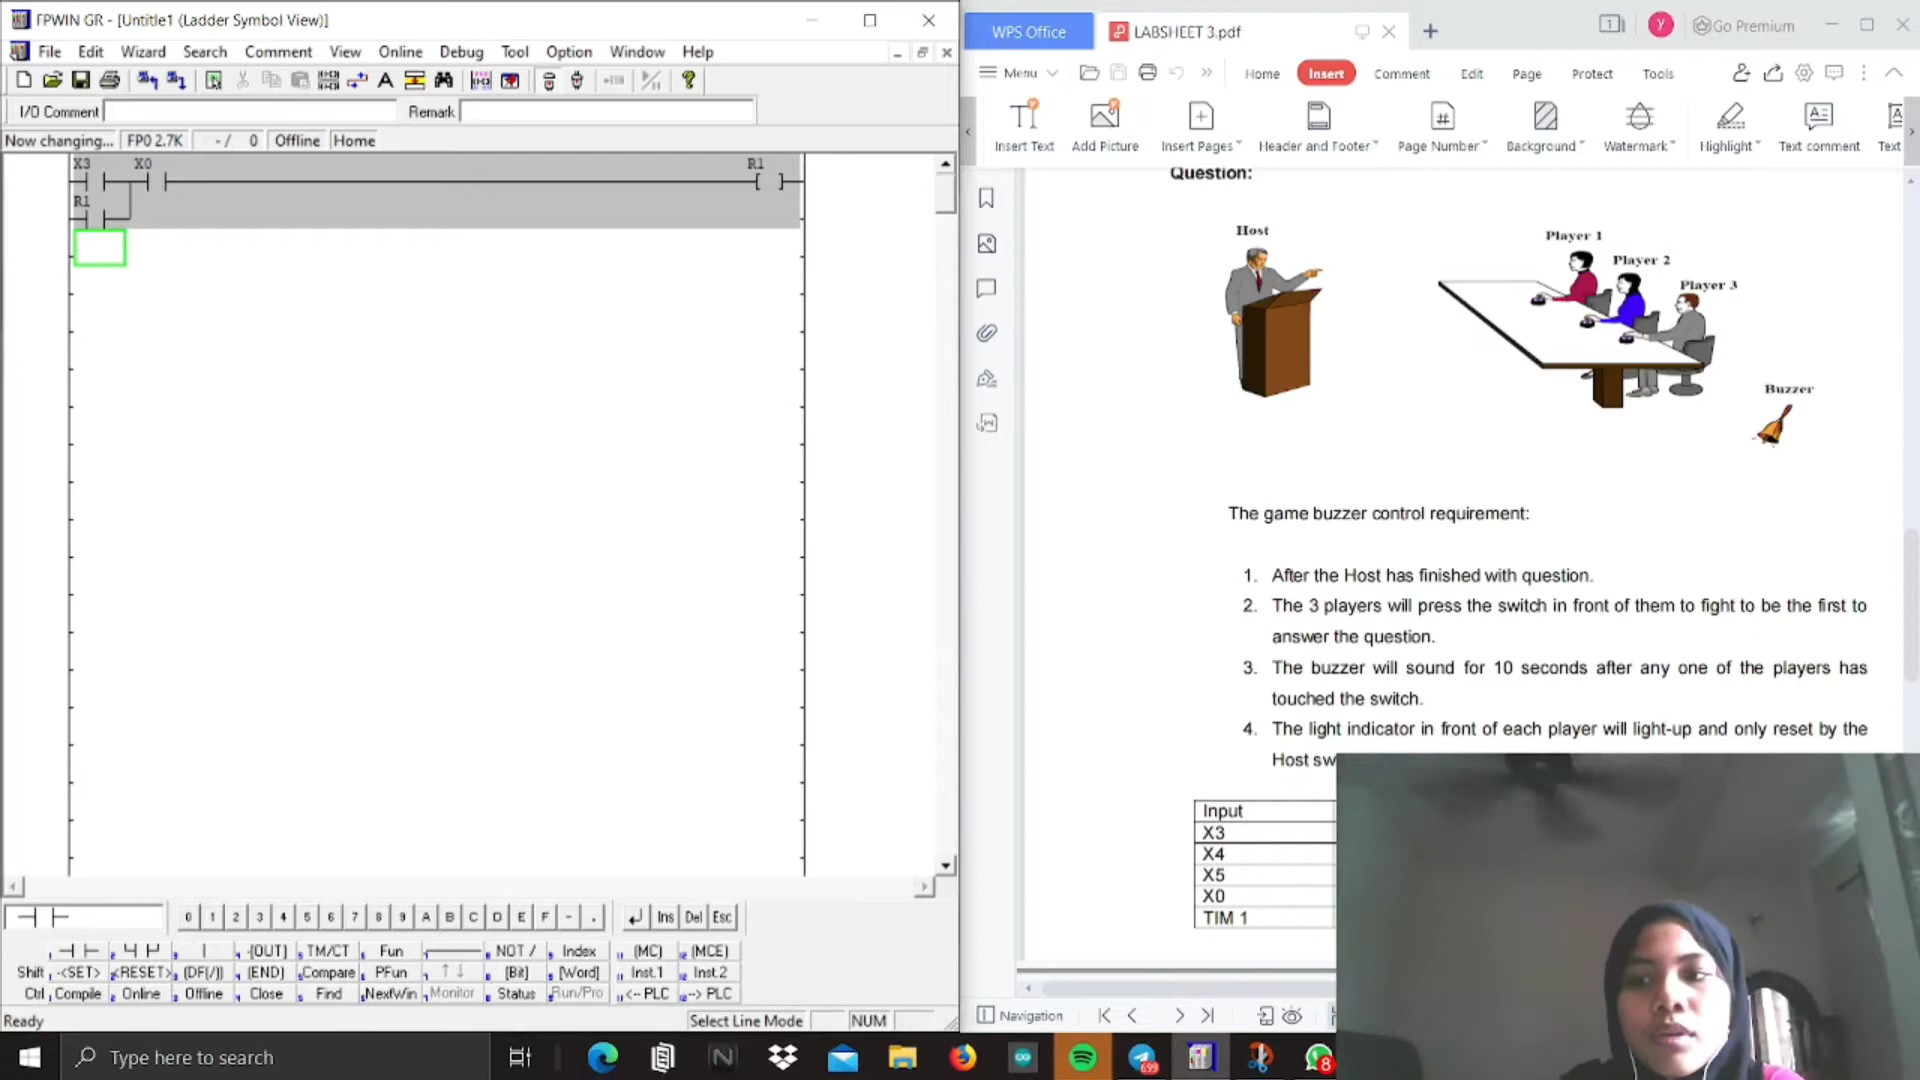 FPWIN GR - [Untitle1 (Ladder Symbol View)]
File Edit Wizard Search Comment View Online Debug Tool Option Window Help
I/O Comment Remark
Now changing... FP0 2.7K - / 0 Offline Home
X3 X0 R1
R1
0 1 2 3 4 5 6 7 8 9 A B C D E F - . Ins Del Esc
(OUT] TM/CT Fun NOT / Index (MC) (MCE)
Shift -<SET> <RESET> (DF(/)) (END) Compare PFun [Bit] [Word] Inst.1 Inst.2
Ctrl Compile Online Offline Close Find NextWin Monitor Status Run/Pro <-- PLC --> PLC
Ready Select Line Mode NUM
WPS Office LABSHEET 3.pdf Y Go Premium
Menu Home Insert Comment Edit Page Protect Tools
Insert Text Add Picture Insert Pages Header and Footer Page Number Background Watermark Highlight Text comment Text
Question:
Host
Player 1
Player 2
Player 3
Buzzer
The game buzzer control requirement:
1. After the Host has finished with question.
2. The 3 players will press the switch in front of them to fight to be the first to
answer the question.
3. The buzzer will sound for 10 seconds after any one of the players has
touched the switch.
4. The light indicator in front of each player will light-up and only reset by the
Host sw
Input
X3
X4
X5
X0
TIM 1
Navigation
Type here to search
699
8